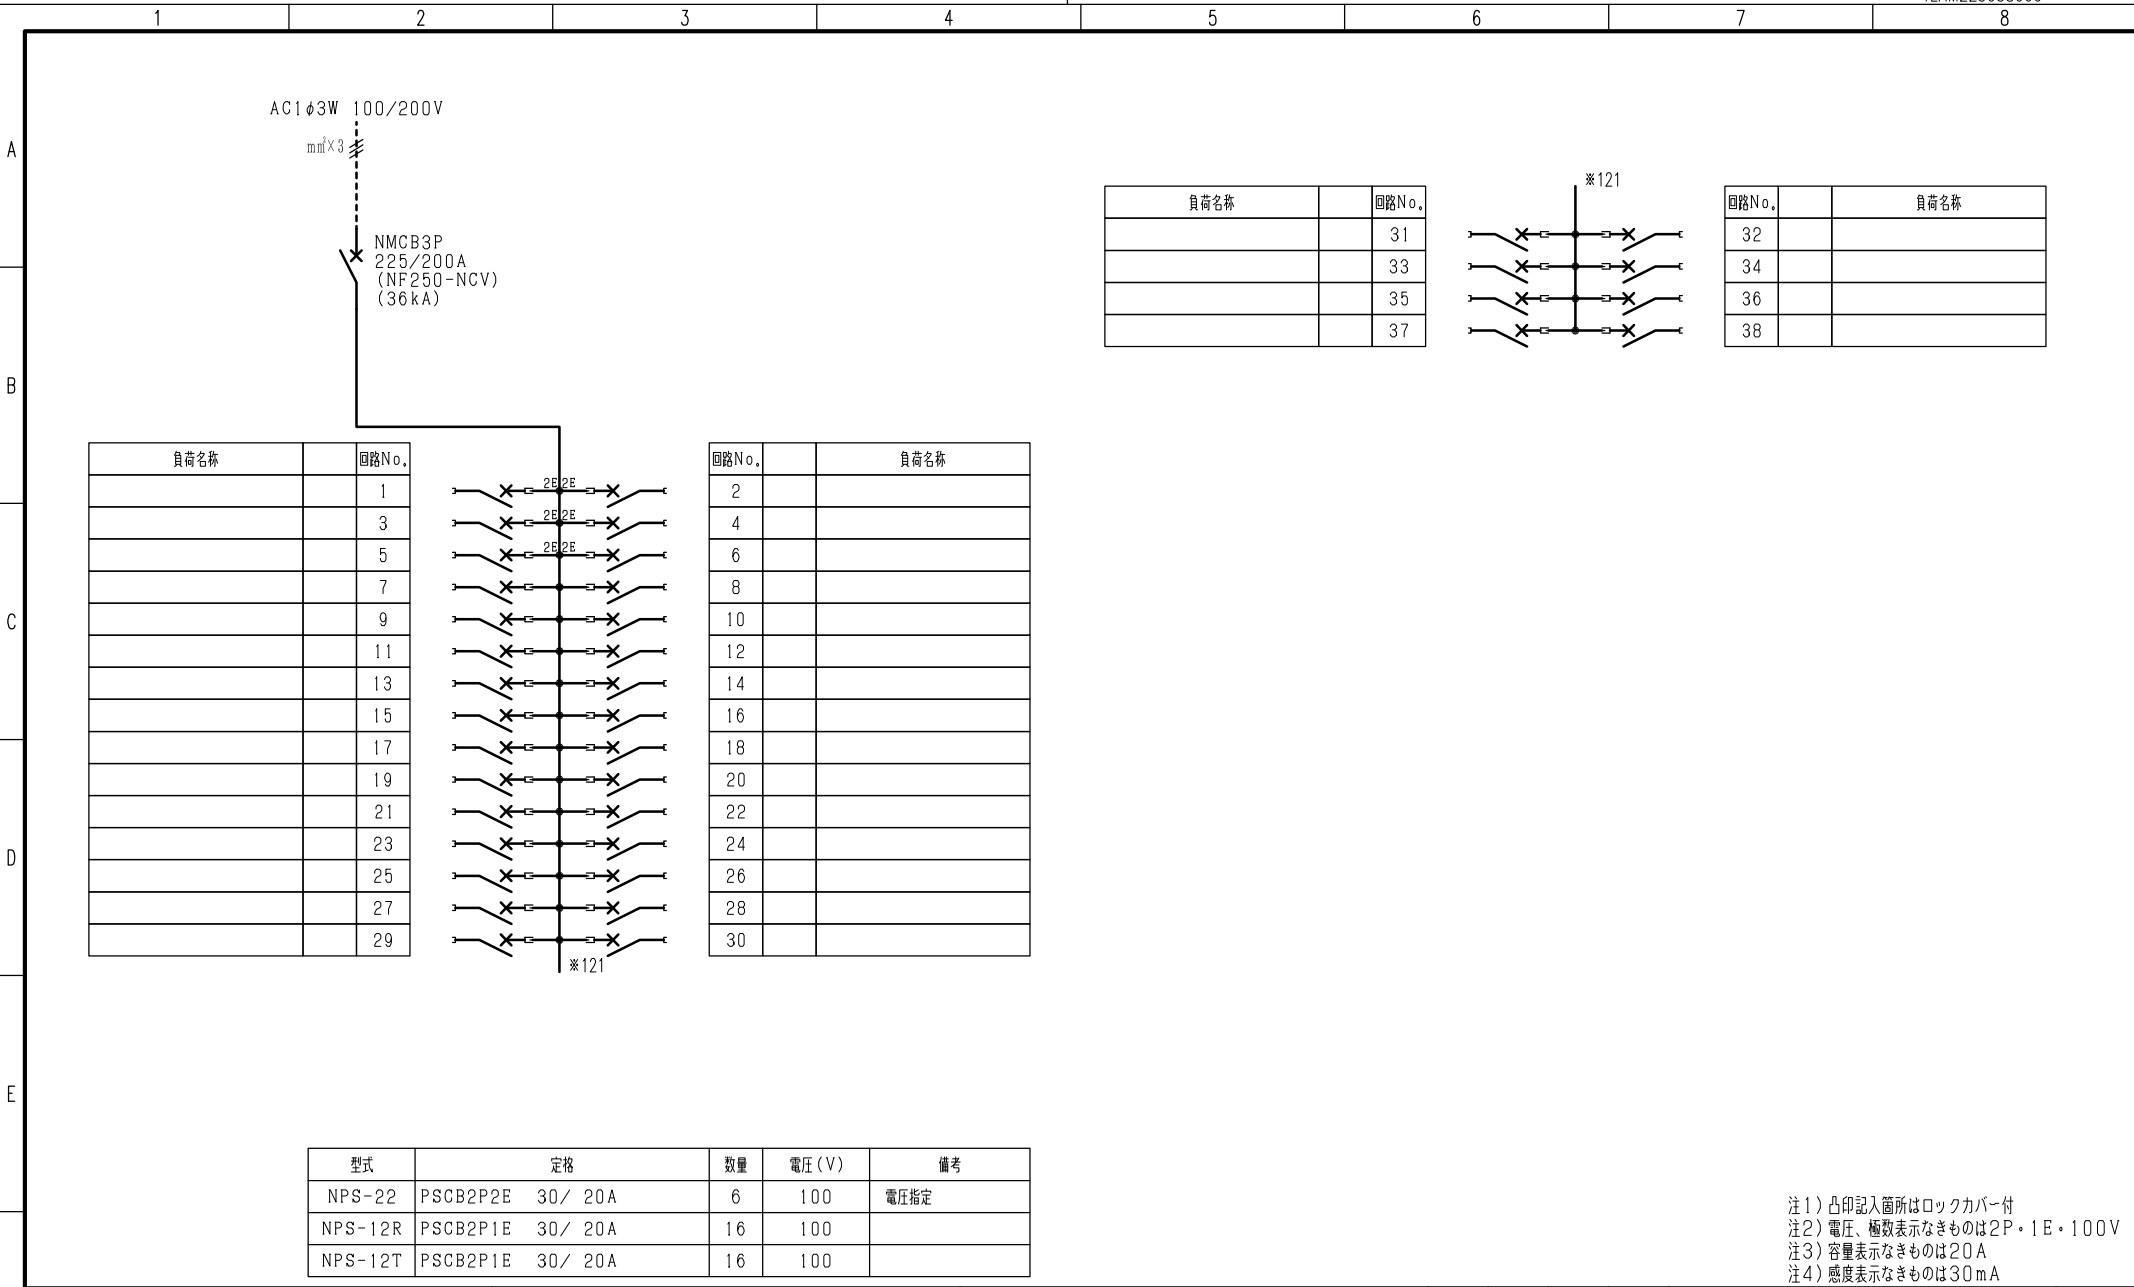 1 2 3 4 5 6 7 8
A
B
C
D
E
AC1φ3W 100/200V
mm²×3
NMCB3P
225/200A
(NF250-NCV)
(36kA)
※121
負荷名称 回路No. 回路No. 負荷名称
31 32
33 34
35 36
37 38
負荷名称 回路No. 回路No. 負荷名称
1 2E 2E 2
3 2E 2E 4
5 2E 2E 6
7 8
9 10
11 12
13 14
15 16
17 18
19 20
21 22
23 24
25 26
27 28
29 30
※121
型式 定格 数量 電圧(V) 備考
NPS-22 PSCB2P2E 30/ 20A 6 100 電圧指定
NPS-12R PSCB2P1E 30/ 20A 16 100
NPS-12T PSCB2P1E 30/ 20A 16 100
注1)凸印記入箇所はロックカバー付
注2)電圧、極数表示なきものは2P・1E・100V
注3)容量表示なきものは20A
注4)感度表示なきものは30mA